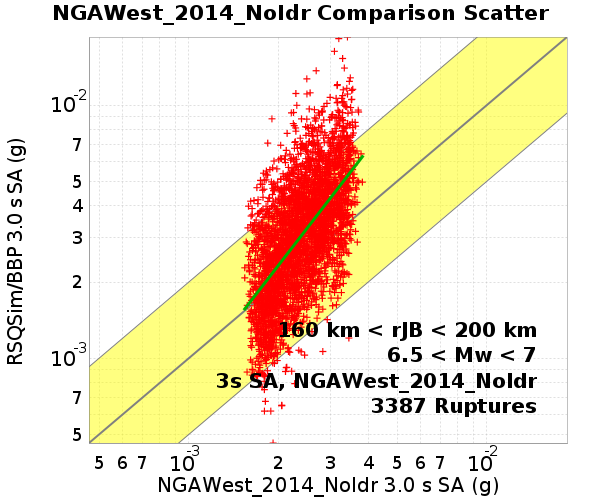 NGAWest_2014_NoIdr Comparison Scatter
RSQSim/BBP 3.0 s SA (g)
10-2
7
5
4
3
2
10-3
7
5
160 km < rJB < 200 km
6.5 < Mw < 7
3s SA, NGAWest_2014_NoIdr
3387 Ruptures
5 6 7 10-3 2 3 4 5 6 7 10-2
NGAWest_2014_NoIdr 3.0 s SA (g)